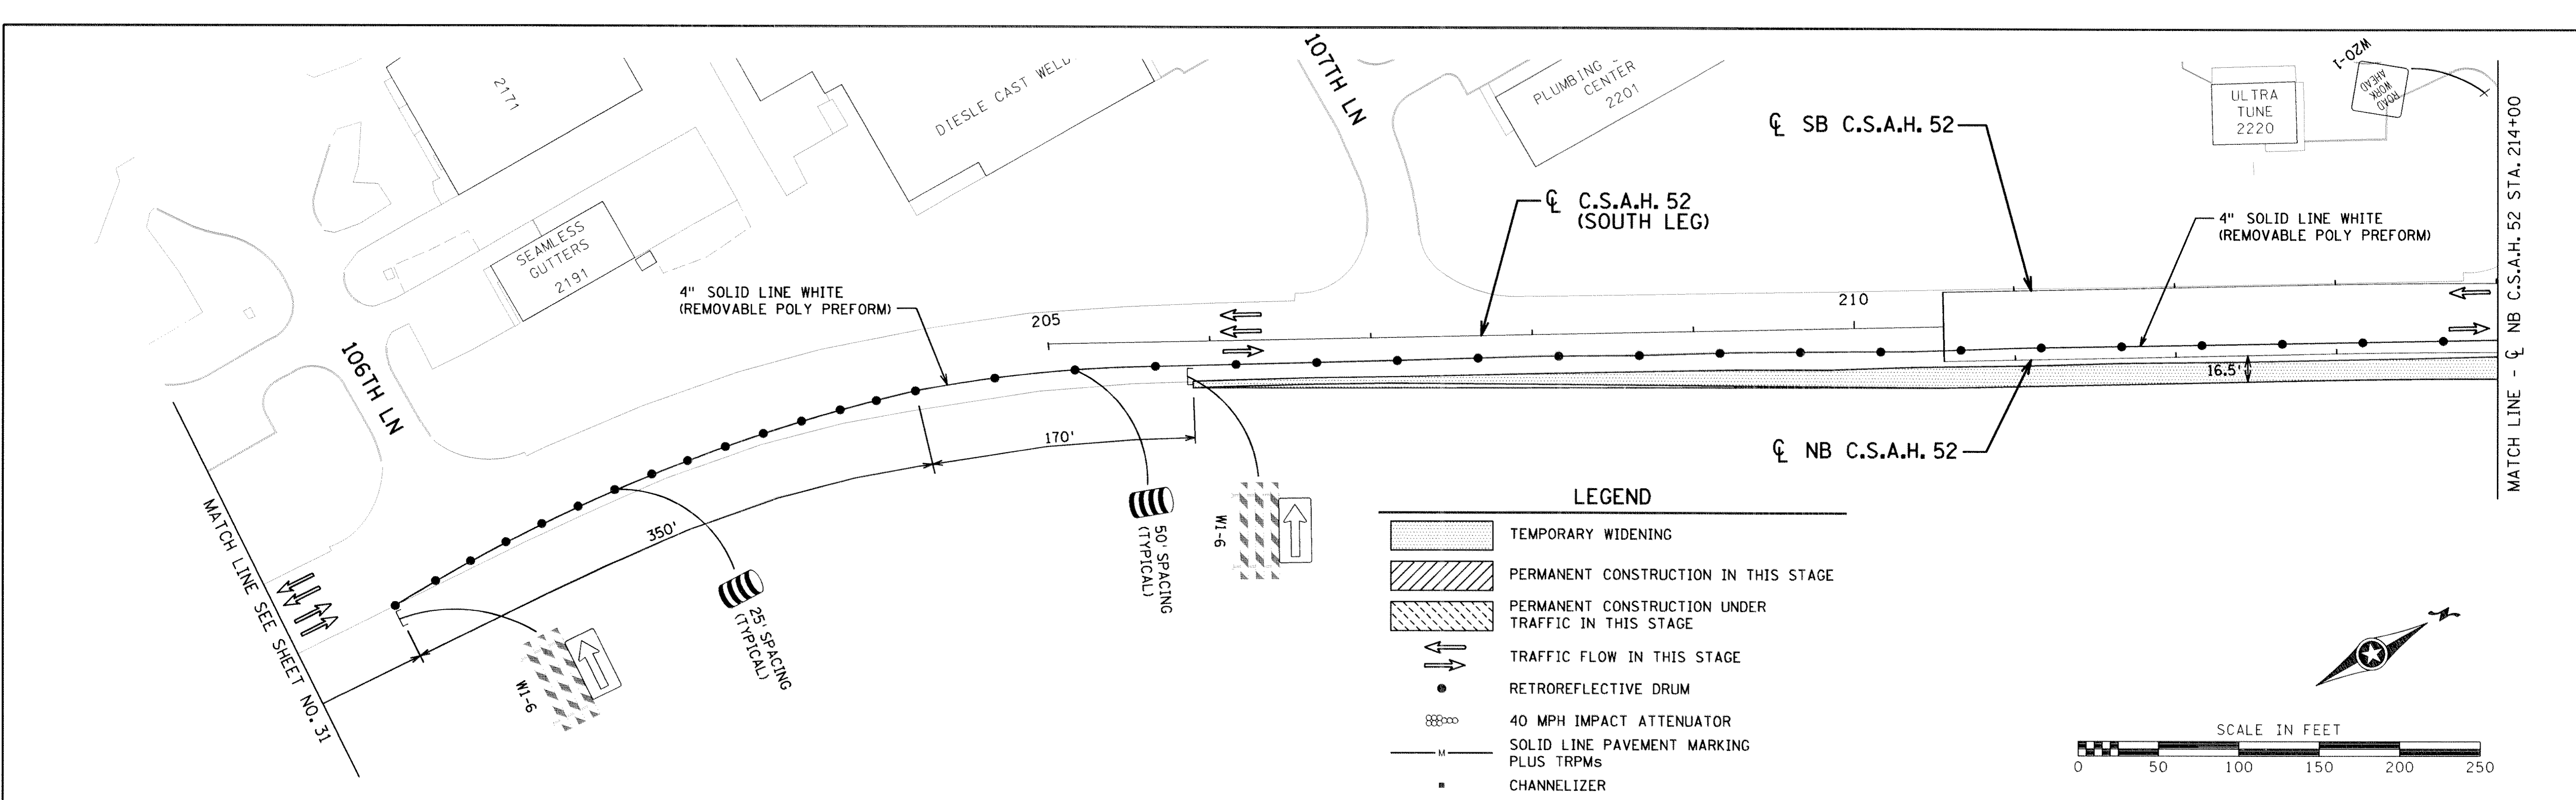 2171
DIESLE CAST WELD.
107TH LN
PLUMBING
CENTER
2201
ULTRA
TUNE
2220
W20-1
ROAD
WORK
AHEAD
℄ SB C.S.A.H. 52
℄ C.S.A.H. 52
(SOUTH LEG)
4" SOLID LINE WHITE
(REMOVABLE POLY PREFORM)
MATCH LINE - ℄ NB C.S.A.H. 52 STA. 214+00
SEAMLESS
GUTTERS
2191
4" SOLID LINE WHITE
(REMOVABLE POLY PREFORM)
205
210
106TH LN
16.5'
170'
℄ NB C.S.A.H. 52
350'
MATCH LINE SEE SHEET NO. 31
W1-6
25' SPACING
(TYPICAL)
50' SPACING
(TYPICAL)
W1-6
LEGEND
TEMPORARY WIDENING
PERMANENT CONSTRUCTION IN THIS STAGE
PERMANENT CONSTRUCTION UNDER
TRAFFIC IN THIS STAGE
TRAFFIC FLOW IN THIS STAGE
RETROREFLECTIVE DRUM
40 MPH IMPACT ATTENUATOR
M
SOLID LINE PAVEMENT MARKING
PLUS TRPMs
CHANNELIZER
SCALE IN FEET
0 50 100 150 200 250